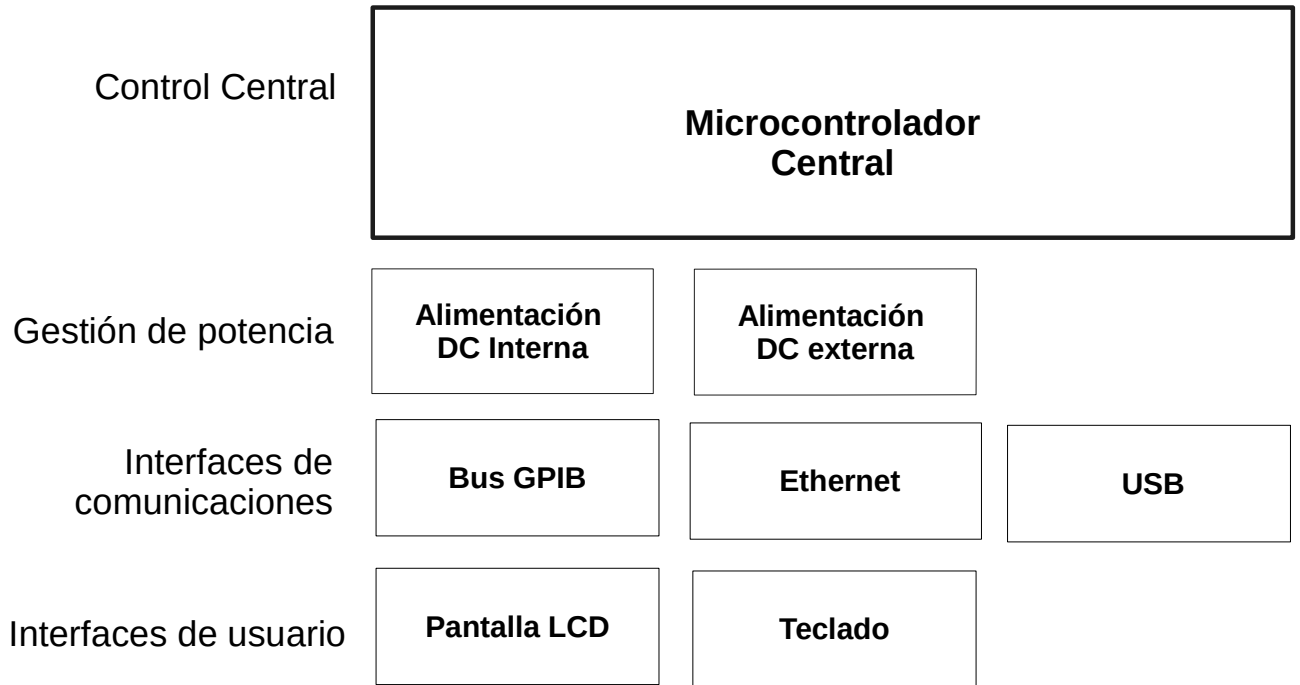 Control Central
Microcontrolador
Central
Gestión de potencia
Alimentación
DC Interna
Alimentación
DC externa
Interfaces de
comunicaciones
Bus GPIB
Ethernet
USB
Interfaces de usuario
Pantalla LCD
Teclado